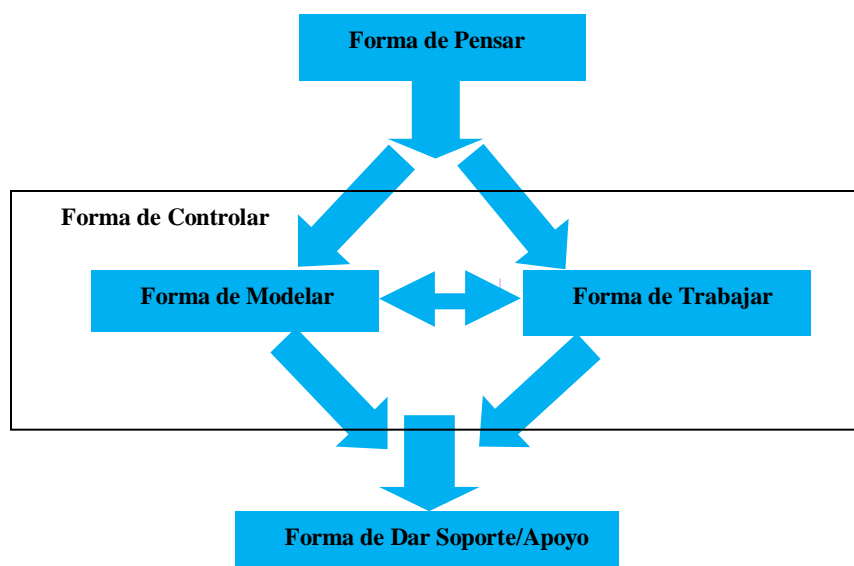 Forma de Pensar
Forma de Controlar
Forma de Modelar
Forma de Trabajar
Forma de Dar Soporte/Apoyo